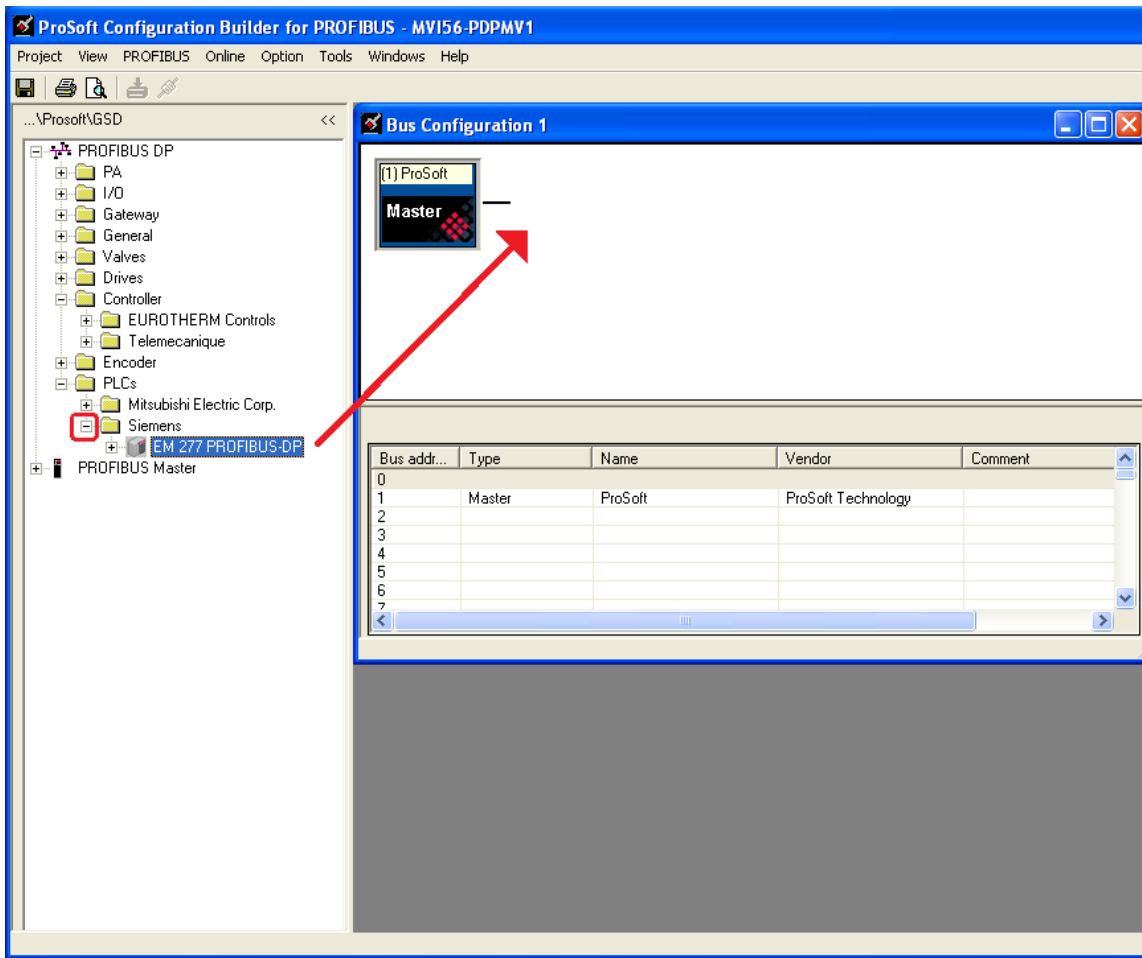 ProSoft Configuration Builder for PROFIBUS - MVI56-PDPMV1
Project View PROFIBUS Online Option Tools Windows Help
...\Prosoft\GSD <<
PROFIBUS DP
PA
I/O
Gateway
General
Valves
Drives
Controller
EUROTHERM Controls
Telemecanique
Encoder
PLCs
Mitsubishi Electric Corp.
Siemens
EM 277 PROFIBUS-DP
PROFIBUS Master
Bus Configuration 1
(1) ProSoft
Master
Bus addr... Type Name Vendor Comment
0
1 Master ProSoft ProSoft Technology
2
3
4
5
6
7